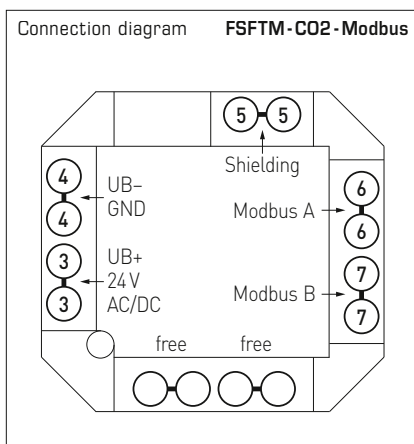 Connection diagram FSFTM-CO2-Modbus
5 5
Shielding
4
4
UB–
GND
3
3
UB+
24 V
AC/DC
Modbus A
6
6
Modbus B
7
7
free free